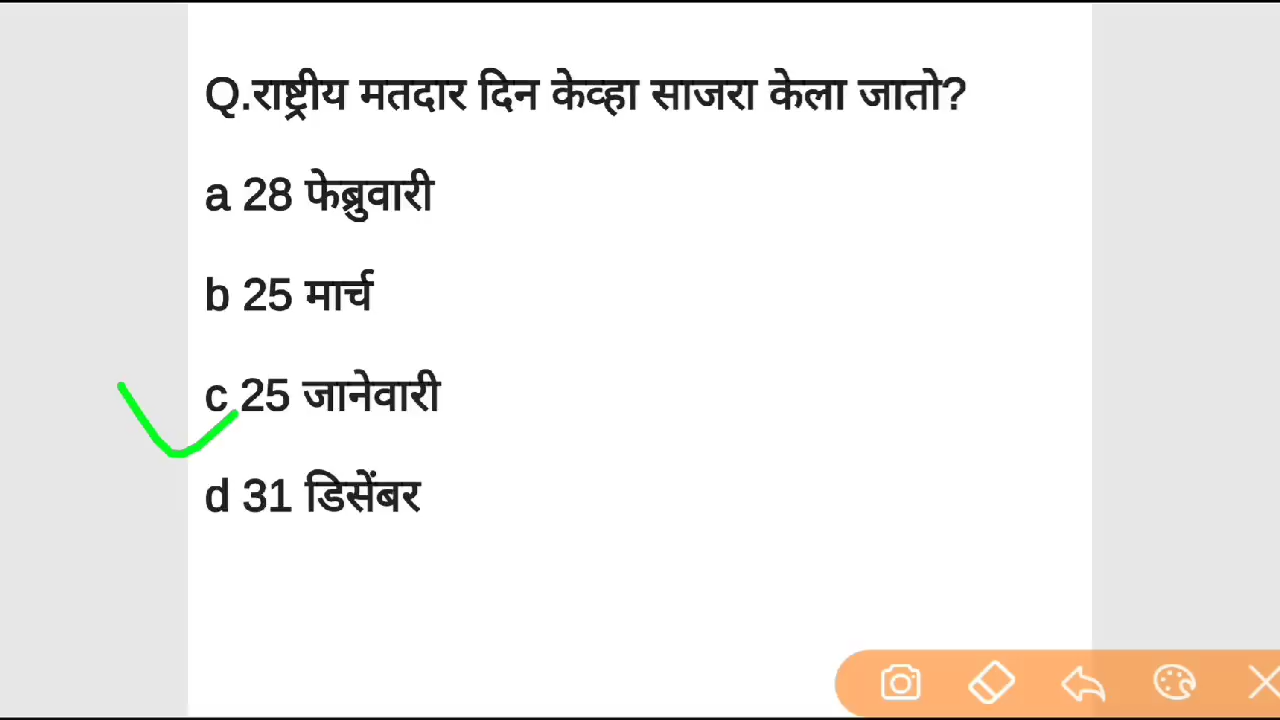 Q.राष्ट्रीय मतदार दिन केव्हा साजरा केला जातो?
a 28 फेब्रुवारी
b 25 मार्च
c 25 जानेवारी
d 31 डिसेंबर